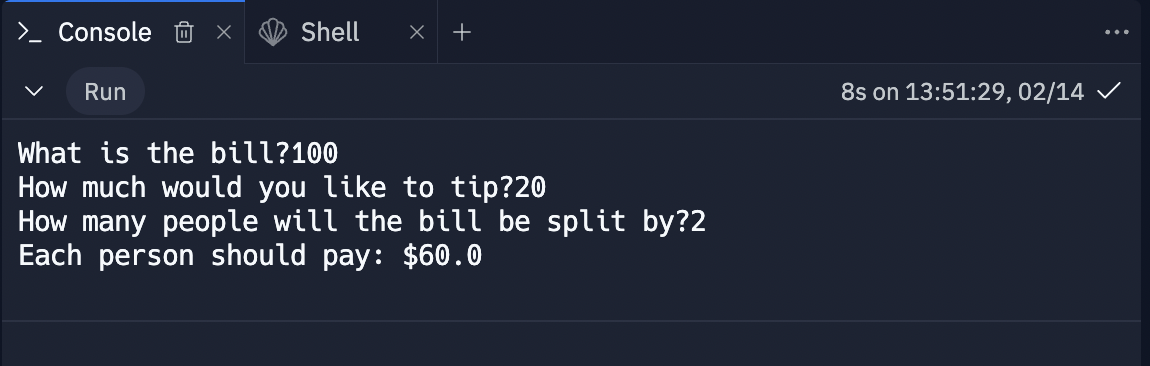 Console
Shell
Run
8s on 13:51:29, 02/14
What is the bill?100
How much would you like to tip?20
How many people will the bill be split by?2
Each person should pay: $60.0